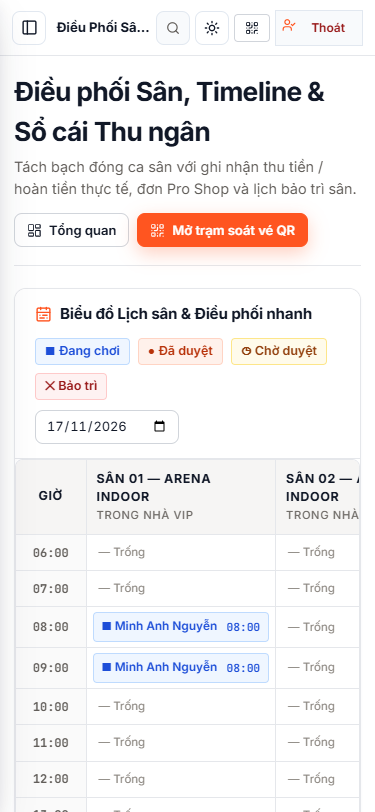 Điều Phối Sân...
Thoát
Điều phối Sân, Timeline &
Sổ cái Thu ngân
Tách bạch đóng ca sân với ghi nhận thu tiền /
hoàn tiền thực tế, đơn Pro Shop và lịch bảo trì sân.
Tổng quan
Mở trạm soát vé QR
Biểu đồ Lịch sân & Điều phối nhanh
Đang chơi
Đã duyệt
Chờ duyệt
Bảo trì
17/11/2026
GIỜ
SÂN 01 — ARENA
INDOOR
TRONG NHÀ VIP
SÂN 02 —
INDOOR
TRONG NHÀ
06:00 — Trống — Trống
07:00 — Trống — Trống
08:00 Minh Anh Nguyễn 08:00 — Trống
09:00 Minh Anh Nguyễn 08:00 — Trống
10:00 — Trống — Trống
11:00 — Trống — Trống
12:00 — Trống — Trống